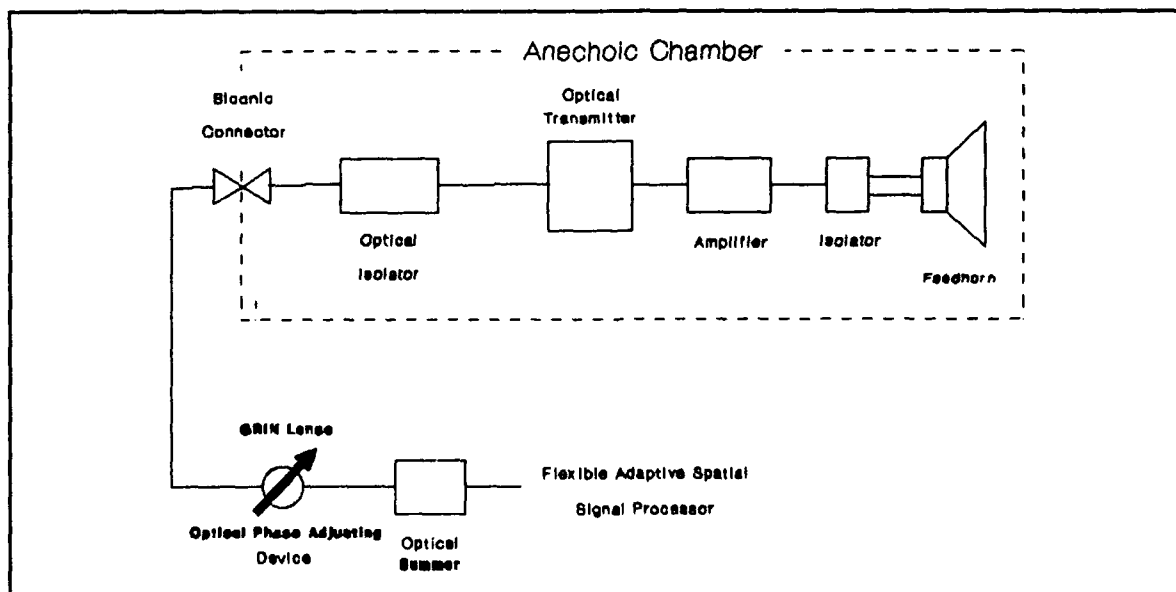 Anechoic Chamber
Biconic
Connector
Optical
Transmitter
Optical
Isolator
Amplifier
Isolator
Feedhorn
GRIN Lense
Optical Phase Adjusting
Device
Optical
Summer
Flexible Adaptive Spatial
Signal Processor